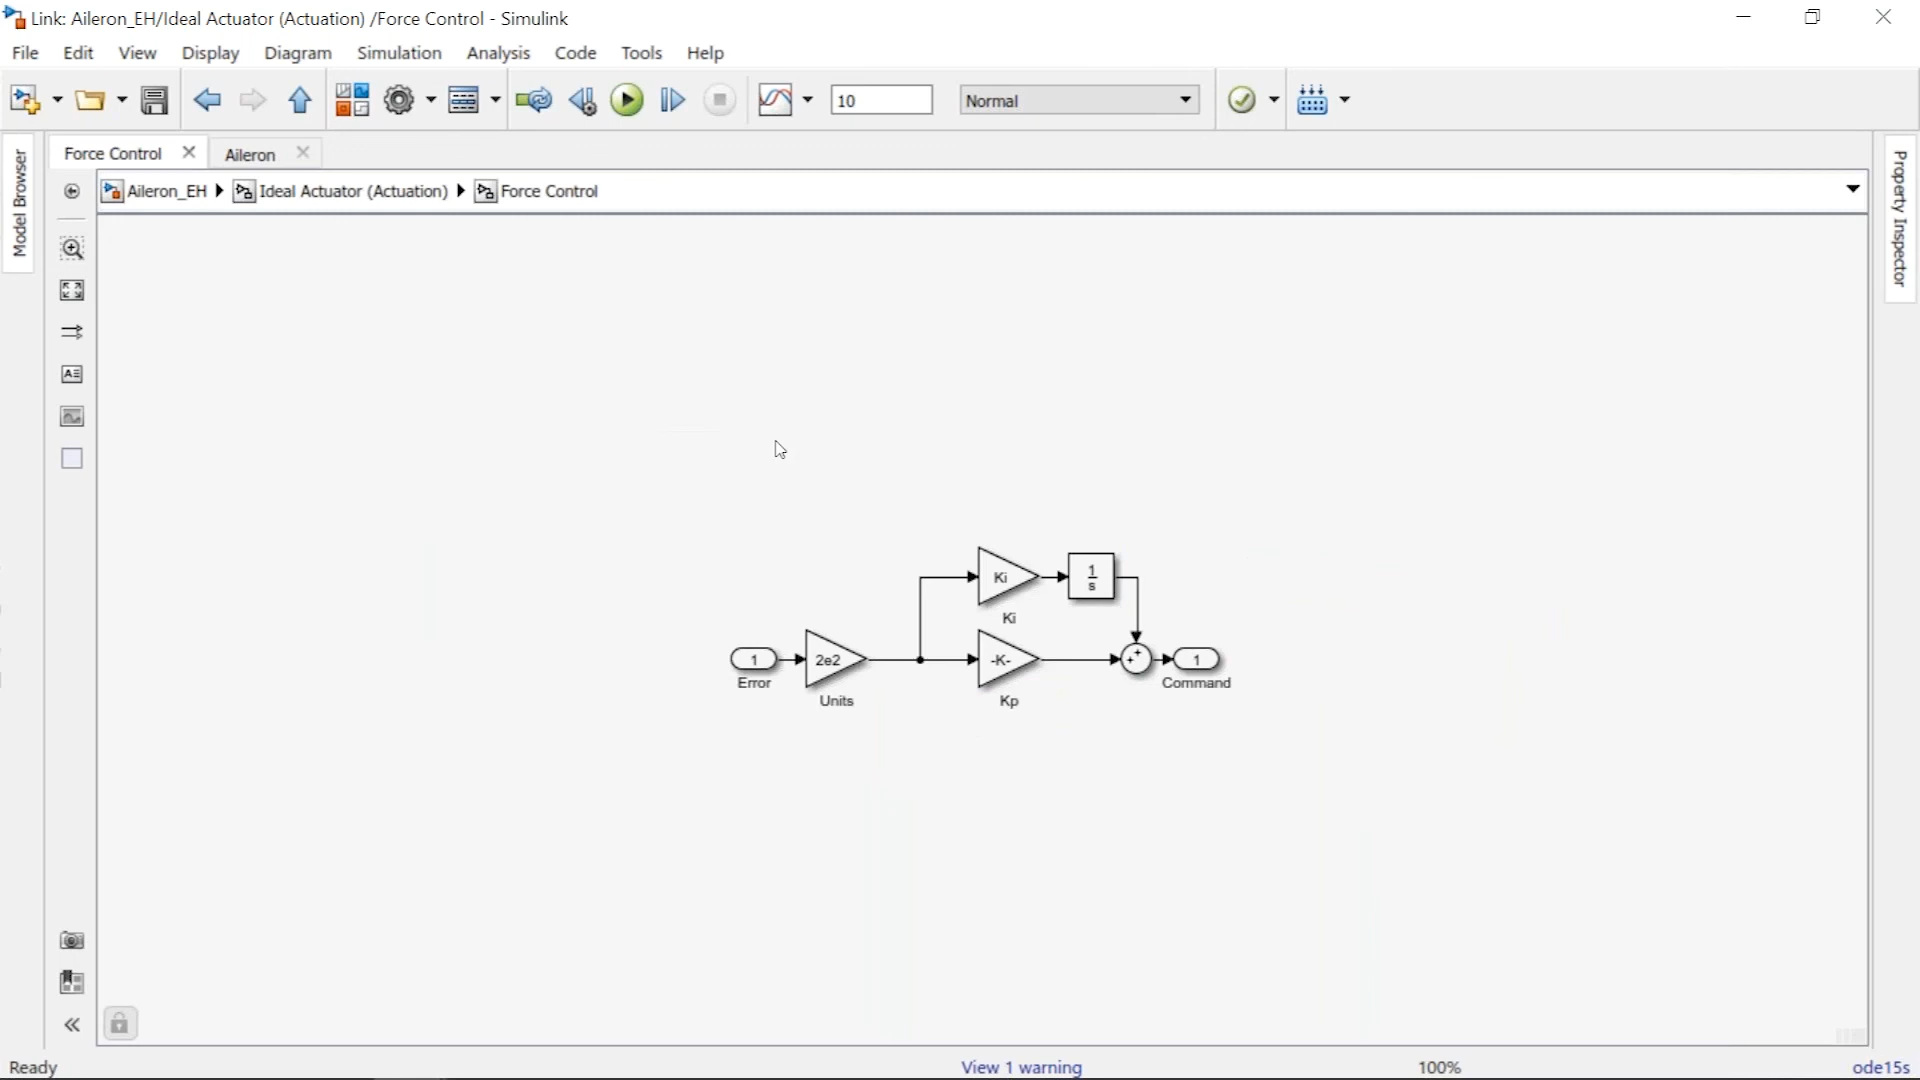 Link: Aileron_EH/Ideal Actuator (Actuation) /Force Control - Simulink
File Edit View Display Diagram Simulation Analysis Code Tools Help
10 Normal
Force Control Aileron
Aileron_EH Ideal Actuator (Actuation) Force Control
Model Browser
Property Inspector
Ki 1/s
Ki
1 2e2 -K- ++ 1
Error Units Kp Command
Ready View 1 warning 100% ode15s